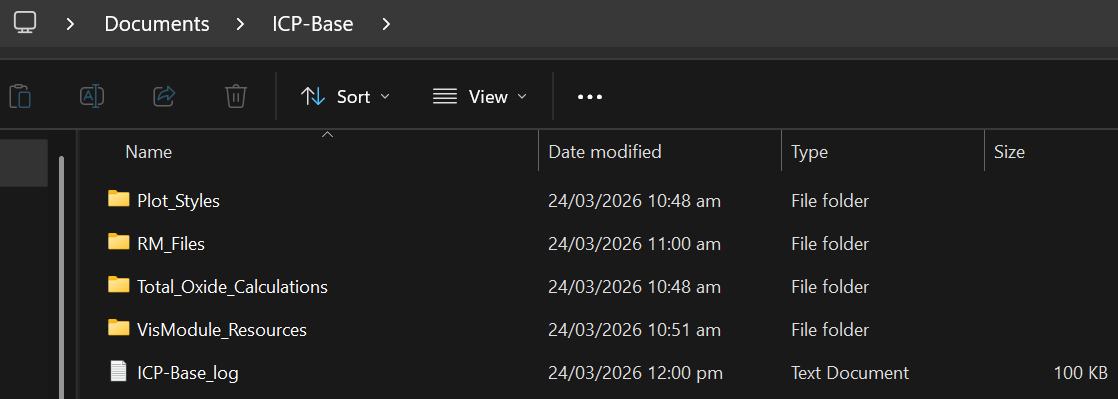 Documents ICP-Base
Sort View
Name Date modified Type Size
Plot_Styles 24/03/2026 10:48 am File folder
RM_Files 24/03/2026 11:00 am File folder
Total_Oxide_Calculations 24/03/2026 10:48 am File folder
VisModule_Resources 24/03/2026 10:51 am File folder
ICP-Base_log 24/03/2026 12:00 pm Text Document 100 KB